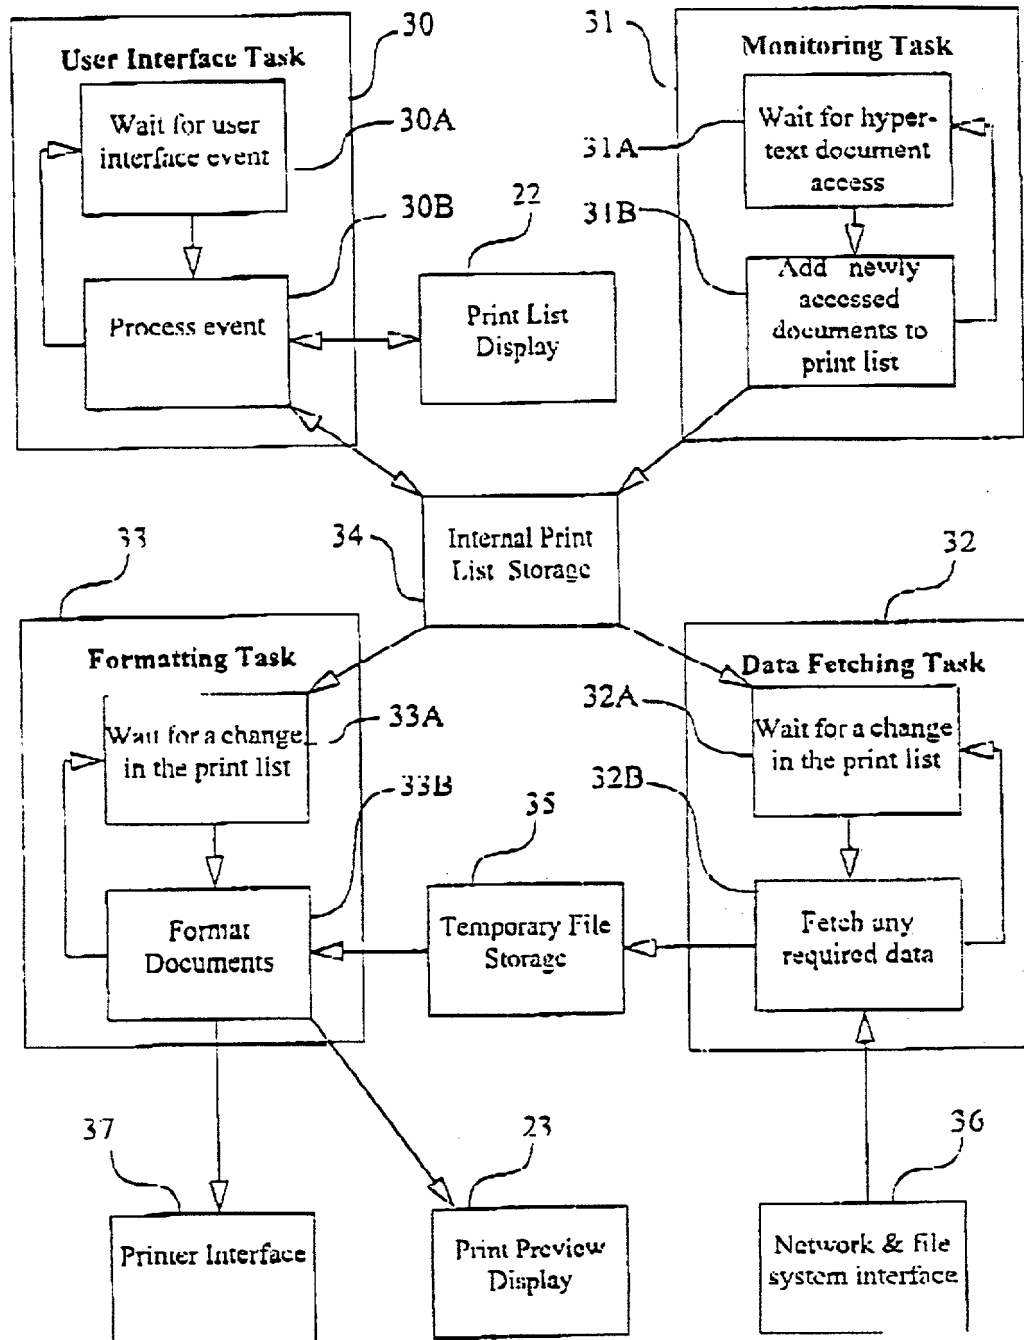 30
31
User Interface Task
Monitoring Task
Wait for user
interface event
30A
31A
Wait for hyper-
text document
access
30B
22
31B
Process event
Print List
Display
Add newly
accessed
documents to
print list
33
34
Internal Print
List Storage
32
Formatting Task
Data Fetching Task
Wait for a change
in the print list
33A
32A
Wait for a change
in the print list
33B
35
32B
Format
Documents
Temporary File
Storage
Fetch any
required data
37
23
36
Printer Interface
Print Preview
Display
Network & file
system interface